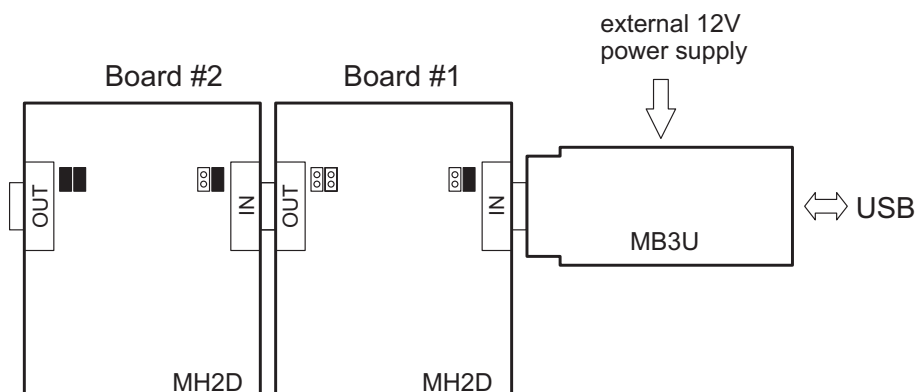 external 12V
power supply
Board #2
Board #1
OUT
IN
OUT
IN
MB3U
USB
MH2D
MH2D